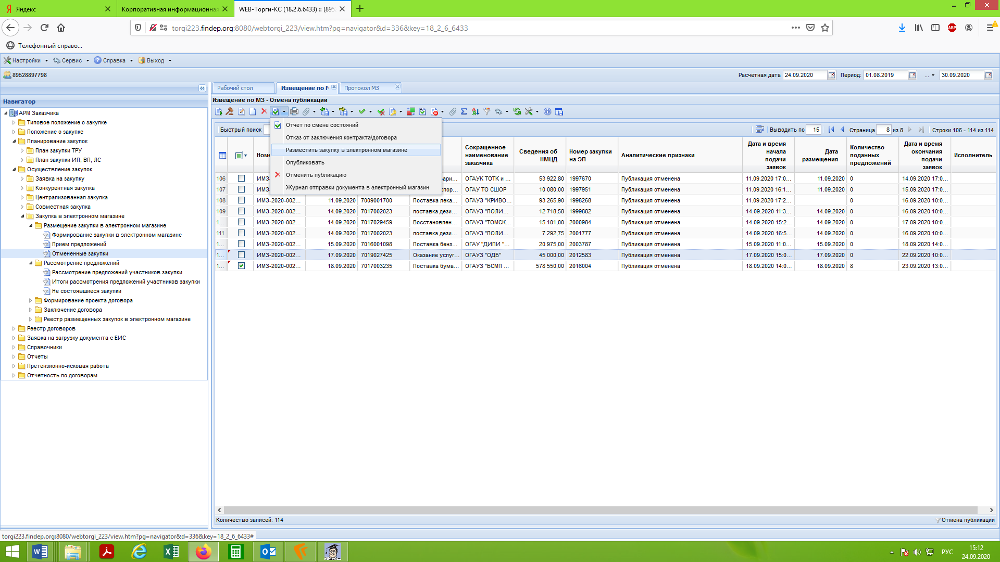 Яндекс
Корпоративная информационная
WEB-Торги-КС (18.2.6.6433) :: (895
torgi223.findep.org:8080/webtorgi_223/view.htm?pg=navigator&d=336&key=18_2_6_6433
ABP
Телефонный справо...
Настройки Сервис Справка Выход
89528897798
Расчетная дата 24.09.2020 Период: 01.08.2019 ... 30.09.2020
Рабочий стол Извещение по М Протокол МЗ
Навигатор
Извещение по МЗ - Отмена публикации
АРМ Заказчика
Типовое положение о закупке
Положение о закупке
Планирование закупок
План закупки ТРУ
План закупки ИП, ВП, ЛС
Осуществление закупок
Заявка на закупку
Конкурентная закупка
Централизованная закупка
Совместная закупка
Закупка в электронном магазине
Размещение закупки в электронном магазине
Формирование закупки в электронном магазине
Прием предложений
Отмененные закупки
Рассмотрение предложений
Рассмотрение предложений участников закупки
Итоги рассмотрения предложений участников закупки
Не состоявшиеся закупки
Формирование проекта договора
Заключение договора
Реестр размещенных закупок в электронном магазине
Реестр договоров
Заявка на загрузку документа с ЕИС
Справочники
Отчеты
Претензионно-исковая работа
Отчетность по договорам
Быстрый поиск
Выводить по 15 Страница 8 из 8 Строки 106 - 114 из 114
Отчет по смене состояний
Отказ от заключения контракта\договора
Разместить закупку в электронном магазине
Опубликовать
Отменить публикацию
Журнал отправки документа в электронный магазин
Номе Сокращенное наименование заказчика Сведения об НМЦД Номер закупки на ЭП Аналитические признаки Дата и время начала подачи заявок Дата размещения Количество поданных предложений Дата и время окончания подачи заявок Исполнитель
106 ИМЗ вари... ОГАУК ТОТК и ... 53 922,80 1997670 Публикация отменена 11.09.2020 17:0... 11.09.2020 0 14.09.2020 17:0...
107 ИМЗ спор... ОГАУ ТО СШОР 10 080,00 1997951 Публикация отменена 11.09.2020 16:1... 11.09.2020 0 15.09.2020 17:0...
108 ИМЗ-2020-002... 11.09.2020 7009001700 Поставка лека... ОГАУЗ "КРИВО... 93 265,90 1998268 Публикация отменена 11.09.2020 17:2... 0 16.09.2020 10:0...
109 ИМЗ-2020-002... 14.09.2020 7017002023 поставка дези... ОГАУЗ "ПОЛИ... 12 718,58 1999882 Публикация отменена 14.09.2020 11:3... 14.09.2020 0 16.09.2020 10:0...
1... ИМЗ-2020-002... 14.09.2020 7017029459 Восстановлен... ОГАУЗ "ТОМСК... 15 101,00 2000984 Публикация отменена 14.09.2020 15:2... 14.09.2020 0 17.09.2020 10:0...
111 ИМЗ-2020-002... 14.09.2020 7017002023 поставка дези... ОГАУЗ "ПОЛИ... 7 292,75 2001777 Публикация отменена 14.09.2020 16:5... 14.09.2020 0 16.09.2020 10:0...
1... ИМЗ-2020-002... 15.09.2020 7016001098 Поставка бенз... ОГАУ "ДИПИ "... 20 975,00 2003787 Публикация отменена 15.09.2020 11:0... 15.09.2020 0 18.09.2020 14:0...
1... ИМЗ-2020-002... 17.09.2020 7019027425 Оказание услуг... ОГАУЗ "ОДБ" 45 000,00 2012583 Публикация отменена 17.09.2020 15:0... 17.09.2020 0 22.09.2020 10:0...
1... ИМЗ-2020-002... 18.09.2020 7017003235 Поставка бума... ОГАУЗ "БСМП ... 578 550,00 2016004 Публикация отменена 18.09.2020 14:0... 18.09.2020 8 23.09.2020 13:0...
Количество записей: 114
Отмена публикации
torgi223.findep.org:8080/webtorgi_223/view.htm?pg=navigator&d=336&key=18_2_6_6433#
РУС
15:12
24.09.2020